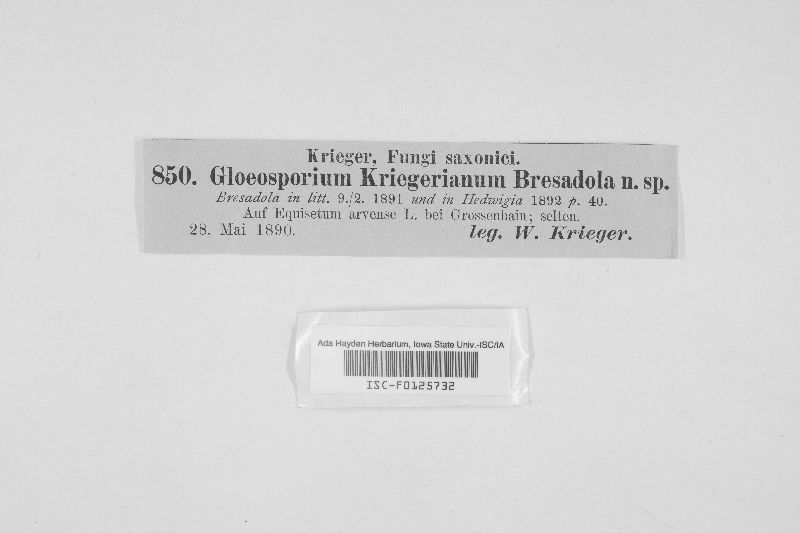 Krieger, Fungi saxonici.
850. Gloeosporium Kriegerianum Bresadola n. sp.
Bresadola in litt. 9./2. 1891 und in Hedwigia 1892 p. 40.
Auf Equisetum arvense L. bei Grossenhain; selten.
28. Mai 1890. leg. W. Krieger.
Ada Hayden Herbarium, Iowa State Univ.-ISC/IA
ISC-F0125732